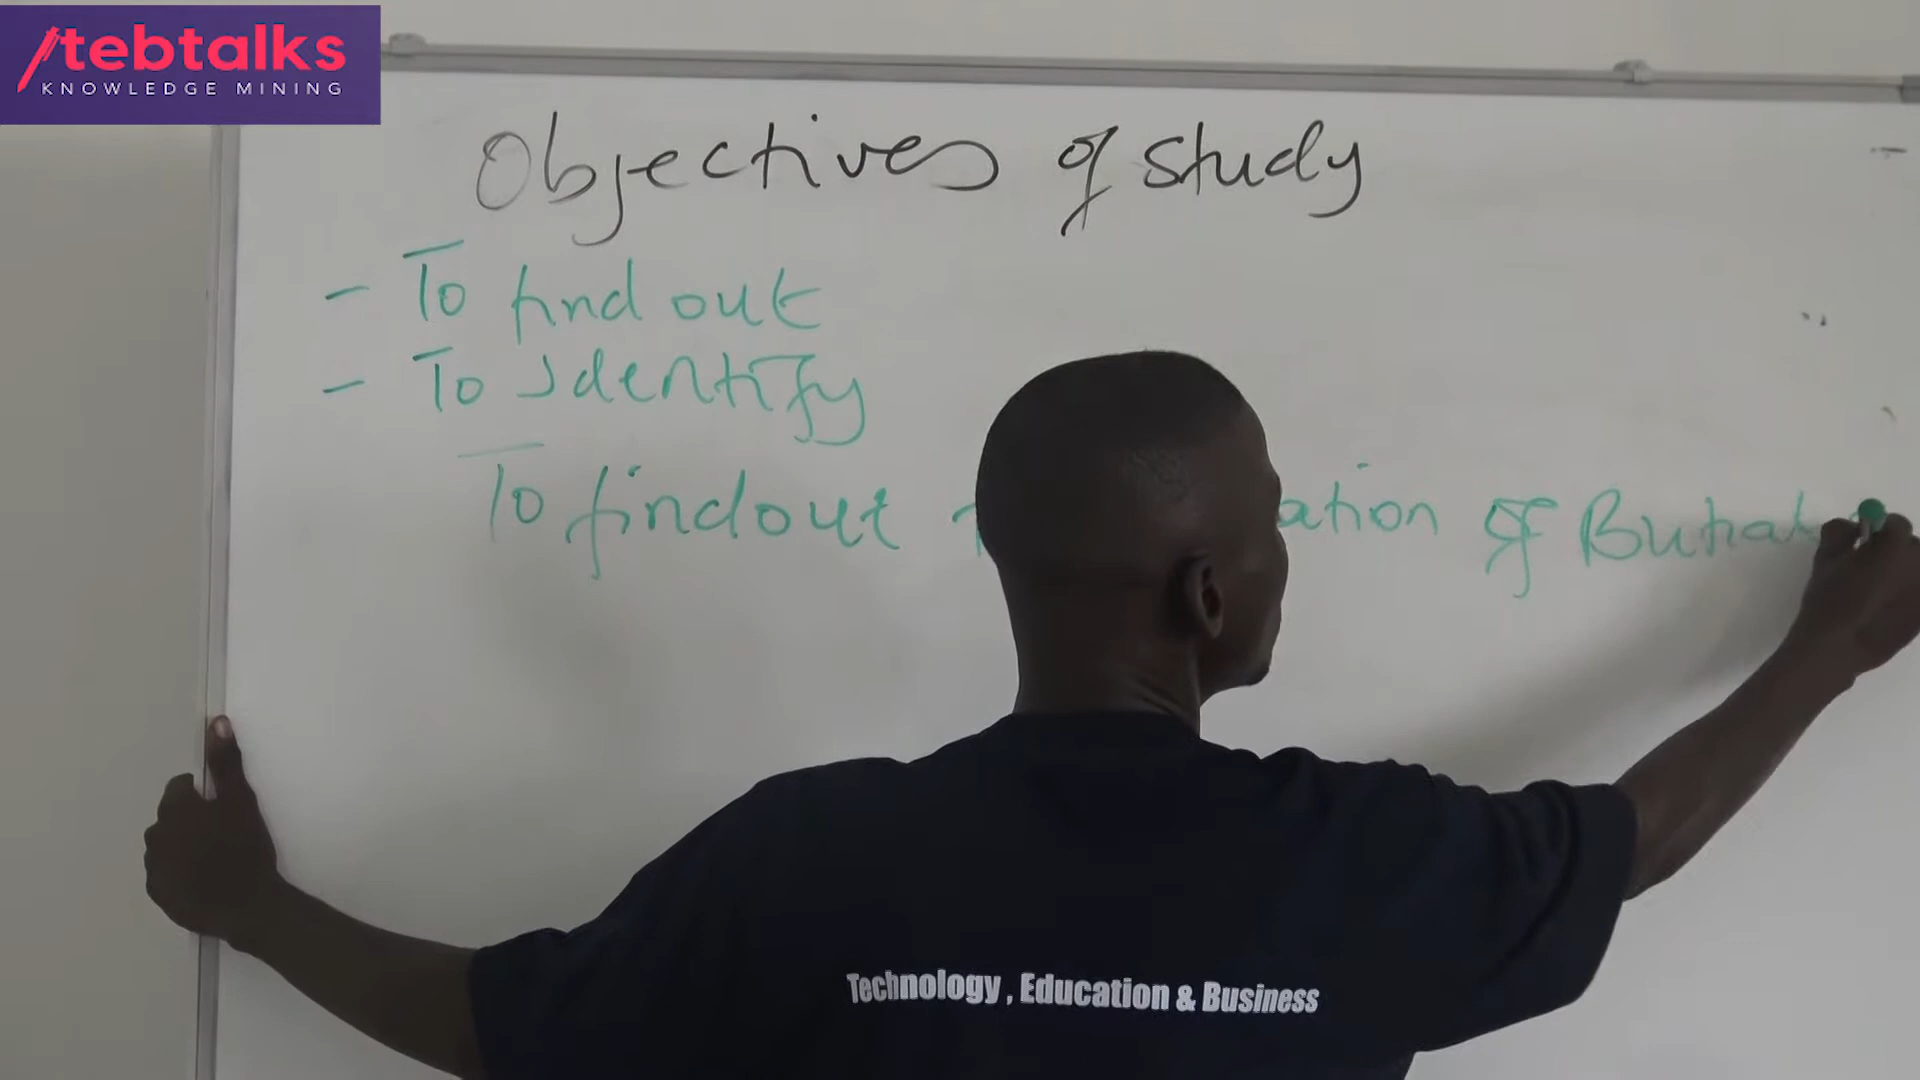 tebtalks
KNOWLEDGE MINING
Objectives of study
- To find out
- To Identify
To findout ation of
Technology, Education & Business